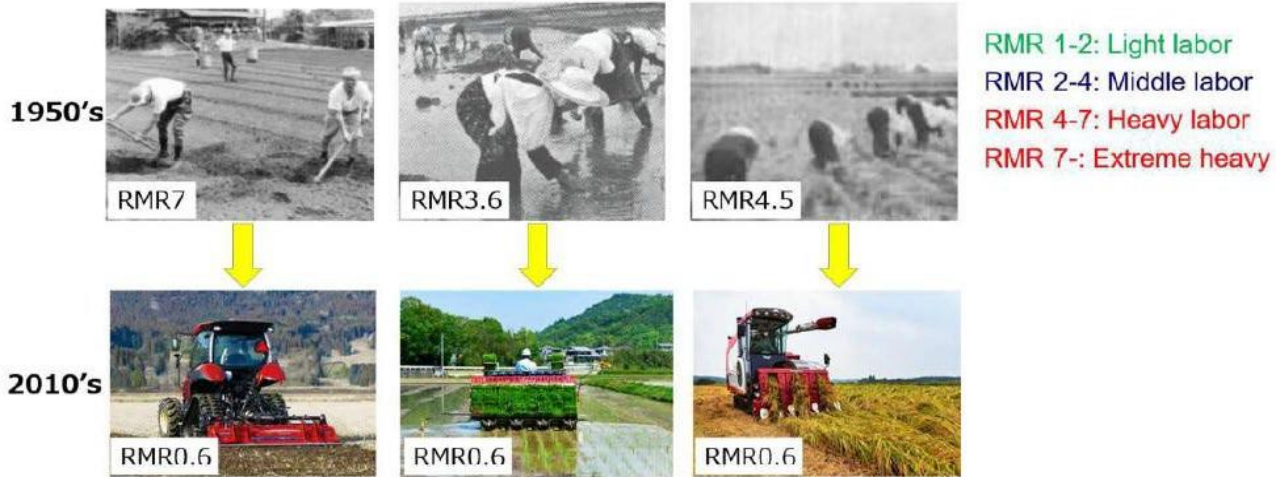 1950's
RMR7
RMR3.6
RMR4.5
RMR 1-2: Light labor
RMR 2-4: Middle labor
RMR 4-7: Heavy labor
RMR 7-: Extreme heavy
2010's
RMR0.6
RMR0.6
RMR0.6